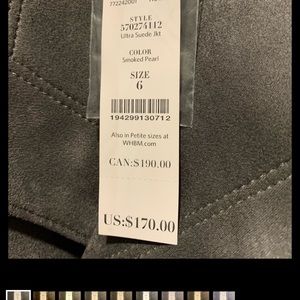 772242001
STYLE
570274112
Ultra Suede Jkt
COLOR
Smoked Pearl
SIZE
6
194299130712
Also in Petite sizes at
WHBM.com
CAN:$190.00
US:$170.00